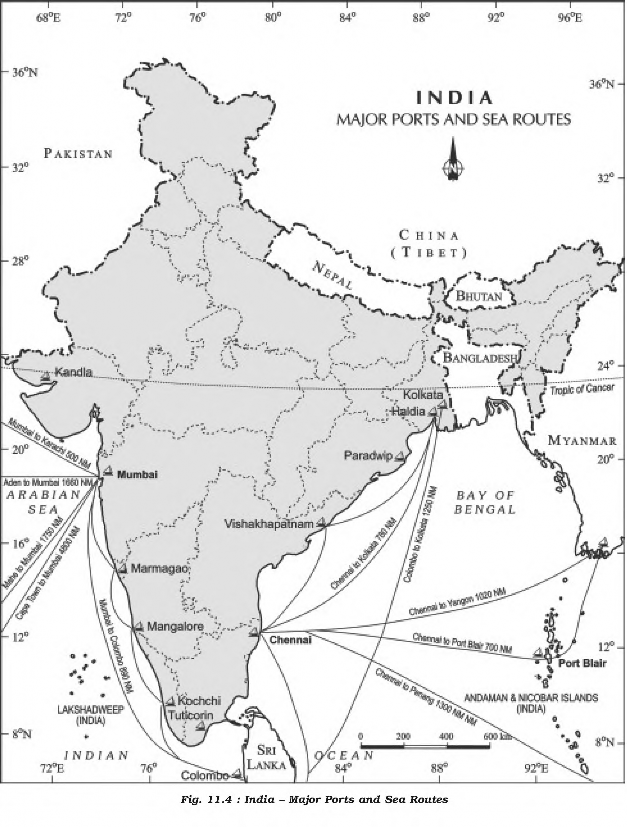 68°E 72° 76° 80° 84° 88° 92° 96°E
36°N
36°N
INDIA
MAJOR PORTS AND SEA ROUTES
PAKISTAN
32°
32°
CHINA
(TIBET)
NEPAL
28°
28°
BHUTAN
BANGLADESH
24°
Kandla
Tropic of Cancer
Kolkata
Haldia
Mumbai to Karachi 500 NM
MYANMAR
20°
20°
Paradwip
Mumbai
Aden to Mumbai 1660 NM
ARABIAN
SEA
BAY OF
BENGAL
Vishakhapatnam
Mumbai 1750 NM
Cape Town to Mumbai 4600 NM
Chennai to Kolkata 780 NM
Colombo to Kolkata 1250 NM
16°
16°
Marmagao
Chennai to Yangon 1020 NM
Mumbai to Colombo 890 NM
Mangalore
12°
Chennai
Chennai to Port Blair 700 NM
12°
Port Blair
Chennai to Penang 1300 NM NM
LAKSHADWEEP
(INDIA)
Kochchi
Tuticorin
ANDAMAN & NICOBAR ISLANDS
(INDIA)
8°N
8°N
0 200 400 600 km
INDIAN OCEAN
SRI
LANKA
Colombo
72°E 76° 84° 88° 92°E
Fig. 11.4 : India – Major Ports and Sea Routes